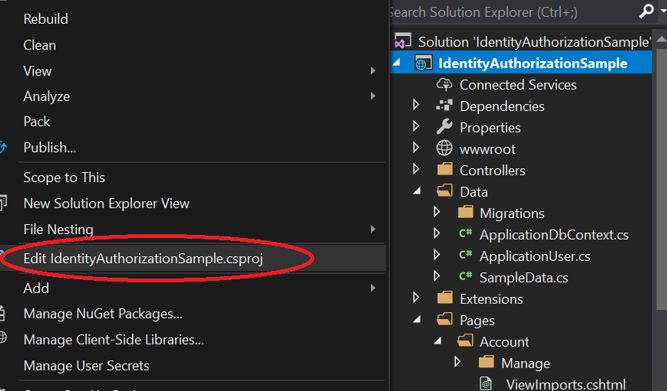 Rebuild
Clean
View
Analyze
Pack
Publish...
Scope to This
New Solution Explorer View
File Nesting
Edit IdentityAuthorizationSample.csproj
Add
Manage NuGet Packages...
Manage Client-Side Libraries...
Manage User Secrets
Search Solution Explorer (Ctrl+;)
Solution 'IdentityAuthorizationSample'
IdentityAuthorizationSample
Connected Services
Dependencies
Properties
wwwroot
Controllers
Data
Migrations
C# ApplicationDbContext.cs
C# ApplicationUser.cs
C# SampleData.cs
Extensions
Pages
Account
Manage
ViewImports.cshtml